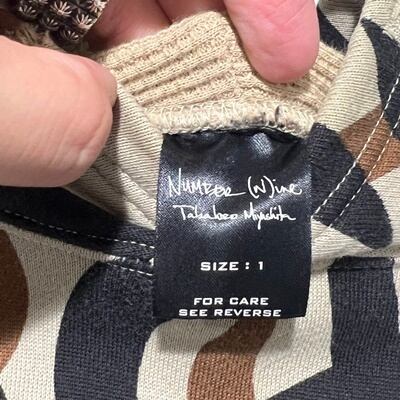 NUMBER (N)ine
Takahiro Miyashita
SIZE : 1
FOR CARE
SEE REVERSE